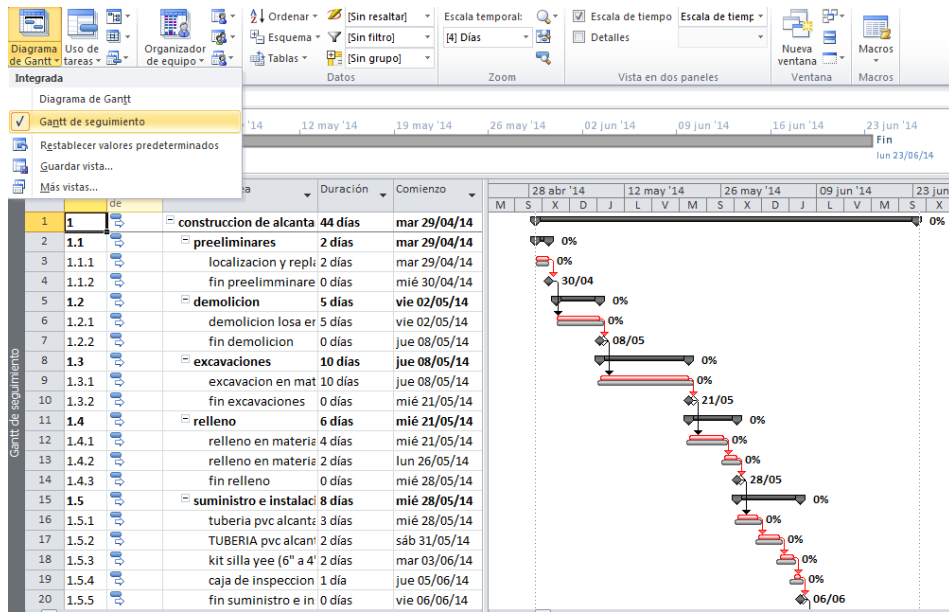 Diagrama de Gantt
Uso de tareas
Organizador de equipo
Ordenar
Esquema
Tablas
[Sin resaltar]
[Sin filtro]
[Sin grupo]
Datos
Escala temporal:
[4] Días
Zoom
Escala de tiempo
Escala de tiemp
Detalles
Vista en dos paneles
Nueva ventana
Ventana
Macros
Macros
Integrada
Diagrama de Gantt
Gantt de seguimiento
Restablecer valores predeterminados
Guardar vista...
Más vistas...
'14
12 may '14
19 may '14
26 may '14
02 jun '14
09 jun '14
16 jun '14
23 jun '14
Fin
lun 23/06/14
de
a
Duración
Comienzo
28 abr '14
12 may '14
26 may '14
09 jun '14
23 jun
M S X D J L V M S X D J L V M S X
Gantt de seguimiento
1 1 construccion de alcanta 44 días mar 29/04/14 0%
2 1.1 preeliminares 2 días mar 29/04/14 0%
3 1.1.1 localizacion y repla 2 días mar 29/04/14 0%
4 1.1.2 fin preelimminare 0 días mié 30/04/14 30/04
5 1.2 demolicion 5 días vie 02/05/14 0%
6 1.2.1 demolicion losa er 5 días vie 02/05/14 0%
7 1.2.2 fin demolicion 0 días jue 08/05/14 08/05
8 1.3 excavaciones 10 días jue 08/05/14 0%
9 1.3.1 excavacion en mat 10 días jue 08/05/14 0%
10 1.3.2 fin excavaciones 0 días mié 21/05/14 21/05
11 1.4 relleno 6 días mié 21/05/14 0%
12 1.4.1 relleno en materia 4 días mié 21/05/14 0%
13 1.4.2 relleno en materia 2 días lun 26/05/14 0%
14 1.4.3 fin relleno 0 días mié 28/05/14 28/05
15 1.5 suministro e instalaci 8 días mié 28/05/14 0%
16 1.5.1 tuberia pvc alcanta 3 días mié 28/05/14 0%
17 1.5.2 TUBERIA pvc alcant 2 días sáb 31/05/14 0%
18 1.5.3 kit silla yee (6" a 4" 2 días mar 03/06/14 0%
19 1.5.4 caja de inspeccion 1 día jue 05/06/14 0%
20 1.5.5 fin suministro e in 0 días vie 06/06/14 06/06